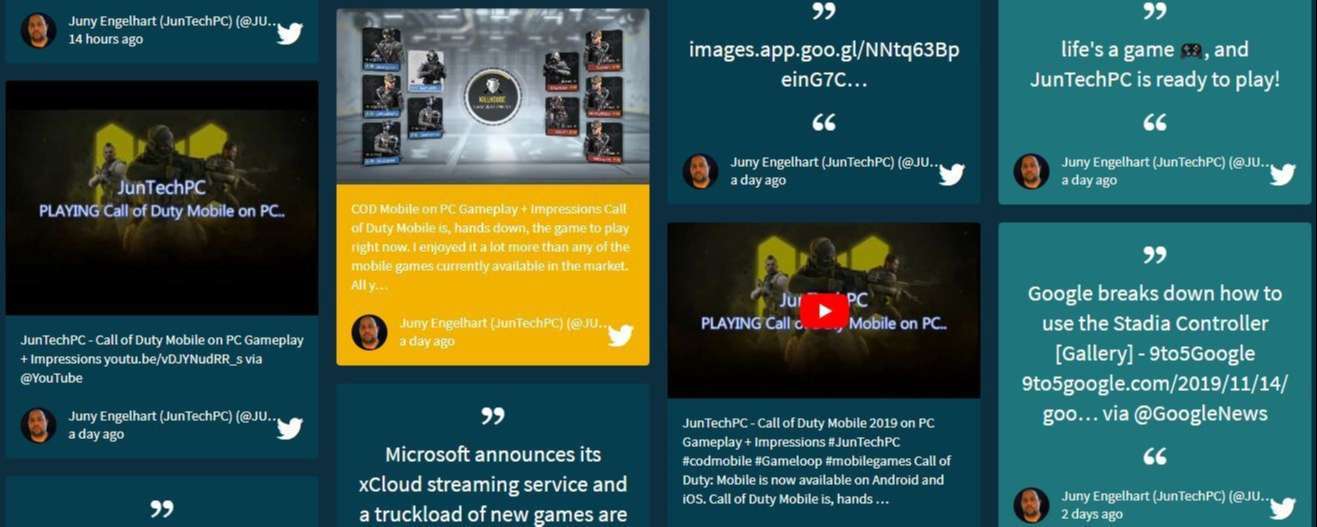 Juny Engelhart (JunTechPC) (@JU...
14 hours ago
JunTechPC
PLAYING Call of Duty Mobile on PC..
JunTechPC - Call of Duty Mobile on PC Gameplay
+ Impressions youtu.be/vDJYNudRR_s via
@YouTube
Juny Engelhart (JunTechPC) (@JU...
a day ago
”
COD Mobile on PC Gameplay + Impressions Call
of Duty Mobile is, hands down, the game to play
right now. I enjoyed it a lot more than any of the
mobile games currently available in the market.
All y…
Juny Engelhart (JunTechPC) (@JU...
a day ago
”
Microsoft announces its
xCloud streaming service and
a truckload of new games are
”
images.app.goo.gl/NNtq63Bp
einG7C…
“
Juny Engelhart (JunTechPC) (@JU...
a day ago
PLAYING Call of Duty Mobile on PC..
JunTechPC - Call of Duty Mobile 2019 on PC
Gameplay + Impressions #JunTechPC
#codmobile #Gameloop #mobilegames Call of
Duty: Mobile is now available on Android and
iOS. Call of Duty Mobile is, hands …
”
life's a game 🎮, and
JunTechPC is ready to play!
“
Juny Engelhart (JunTechPC) (@JU...
a day ago
”
Google breaks down how to
use the Stadia Controller
[Gallery] - 9to5Google
9to5google.com/2019/11/14/
goo… via @GoogleNews
“
Juny Engelhart (JunTechPC) (@JU...
2 days ago